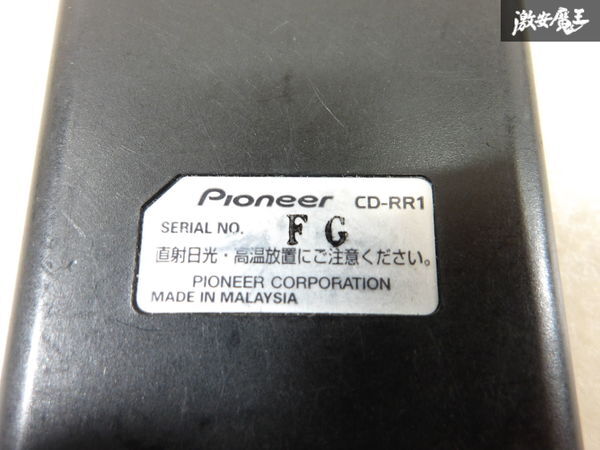 激安魔王
Pioneer CD-RR1
SERIAL NO. F G
直射日光・高温放置にご注意ください。
PIONEER CORPORATION
MADE IN MALAYSIA